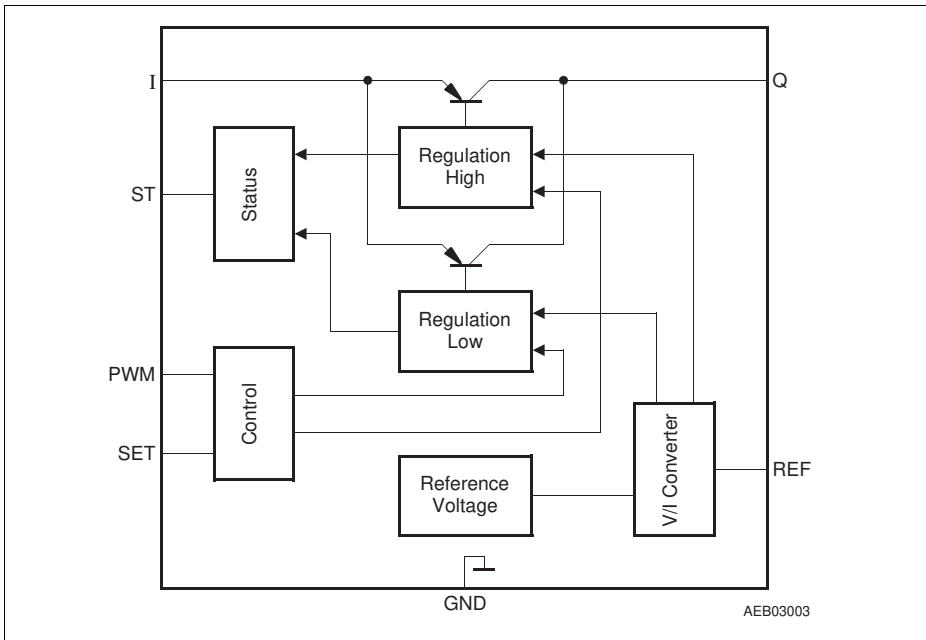 I
Q
Regulation
High
Status
ST
Regulation
Low
PWM
Control
SET
V/I Converter
REF
Reference
Voltage
GND
AEB03003